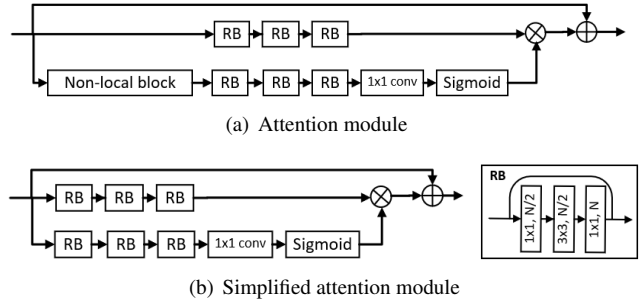 RB RB RB
Non-local block RB RB RB 1x1 conv Sigmoid
(a) Attention module
RB RB RB
RB RB RB 1x1 conv Sigmoid
RB
1x1, N/2
3x3, N/2
1x1, N
(b) Simplified attention module